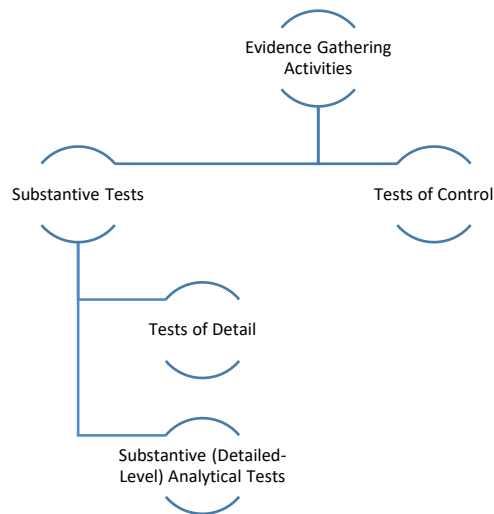 Evidence Gathering
Activities
Substantive Tests
Tests of Control
Tests of Detail
Substantive (Detailed-
Level) Analytical Tests